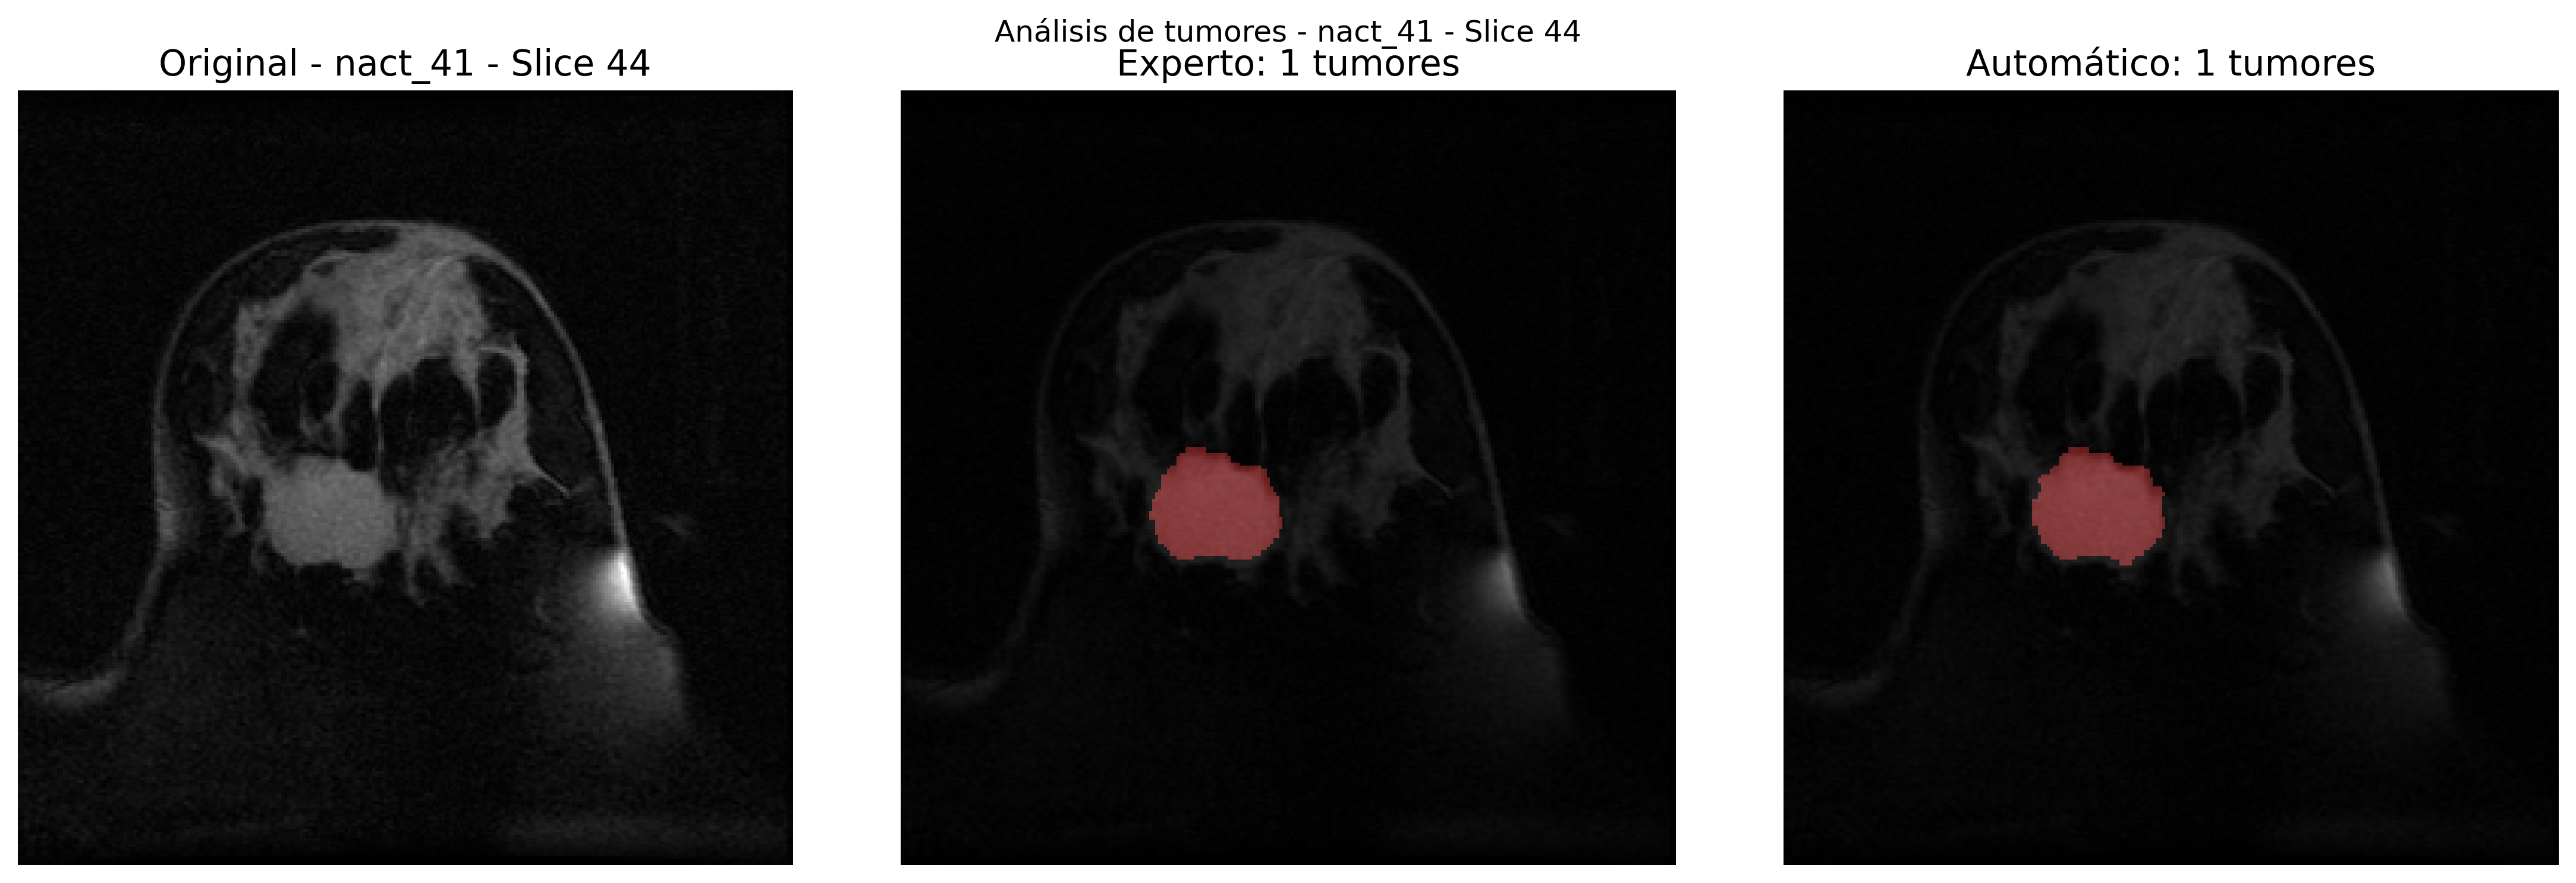 Análisis de tumores - nact_41 - Slice 44
Original - nact_41 - Slice 44
Experto: 1 tumores
Automático: 1 tumores